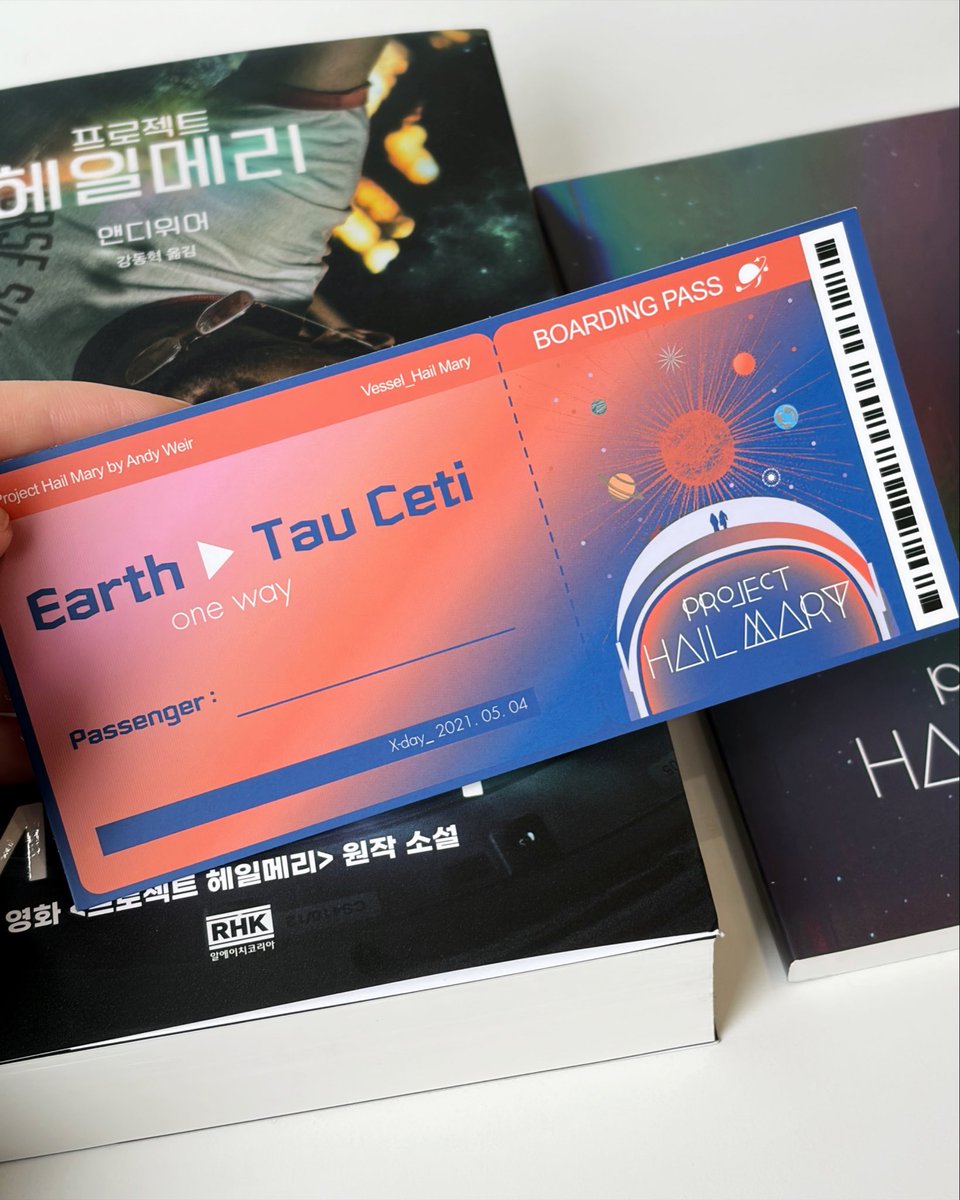 프로젝트
헤일메리
앤디위어
강동혁 옮김
BOARDING PASS
Vessel_Hail Mary
Project Hail Mary by Andy Weir
Earth ▶ Tau Ceti
one way
Passenger :
X-day_ 2021. 05. 04
PROJECT
HAIL MARY
영화 <프로젝트 헤일메리> 원작 소설
RHK
알에이치코리아
P
HA